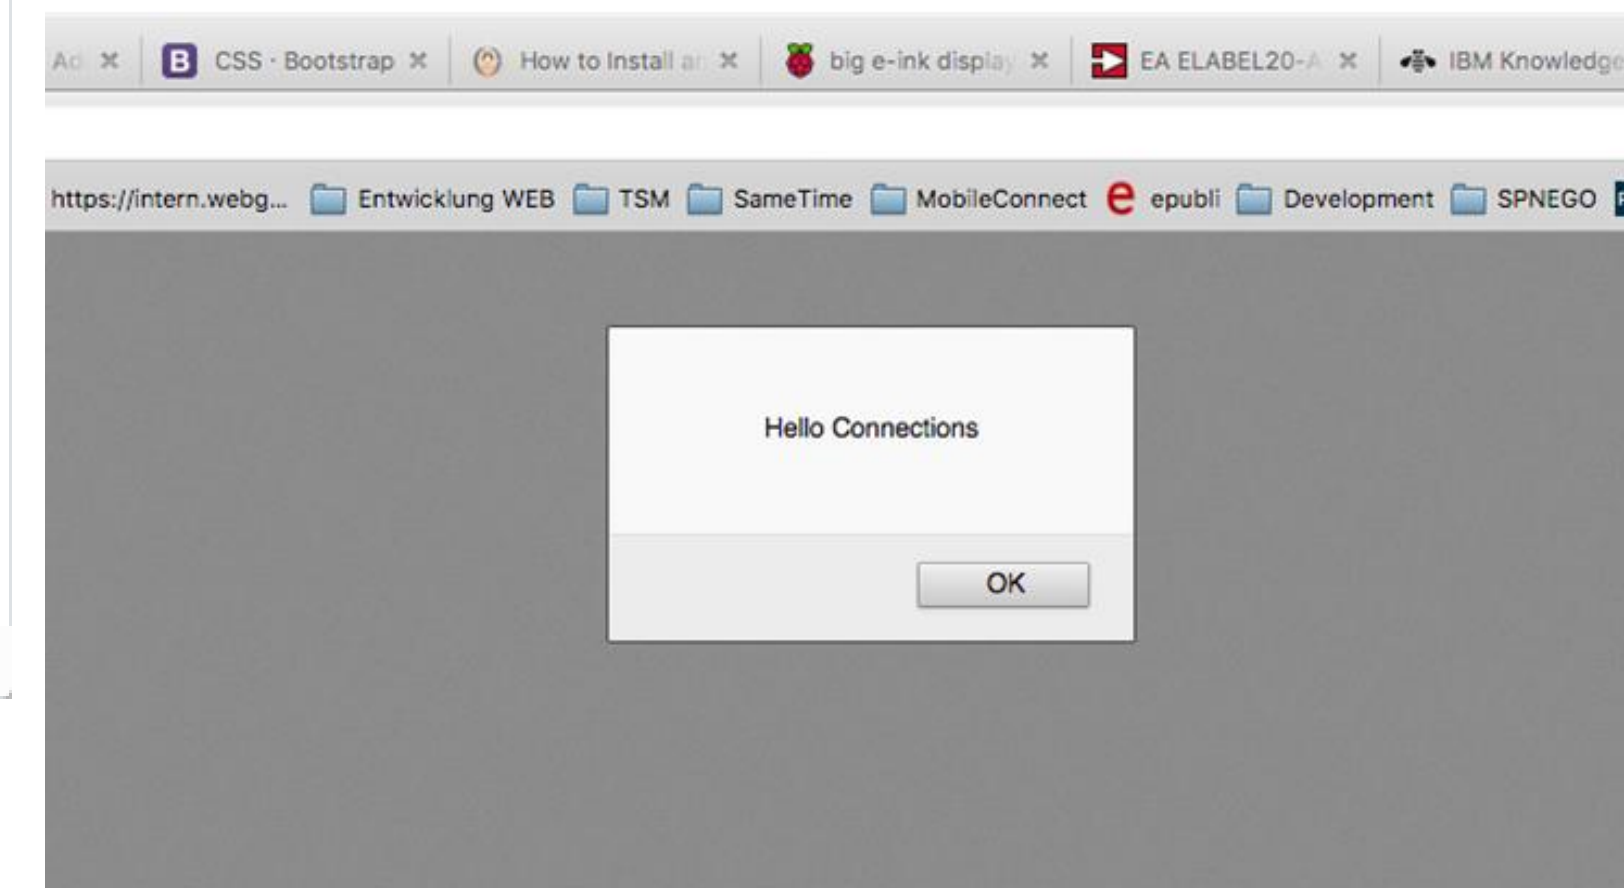 Ad
B CSS · Bootstrap
How to Install an
big e-ink display
EA ELABEL20-A
IBM Knowledge
https://intern.webg... Entwicklung WEB TSM SameTime MobileConnect e epubli Development SPNEGO
Hello Connections
OK